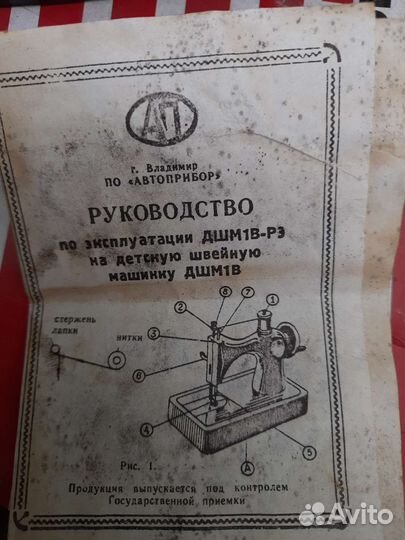 АП
г. Владимир
ПО «АВТОПРИБОР»
РУКОВОДСТВО
по эксплуатации ДШМ1В-РЭ
на детскую швейную
машинку ДШМ1В
8 7
2 1
стержень
лапки нитки 3
6
4
5
А
Рис. 1.
Продукция выпускается под контролем
Государственной приемки
Avito